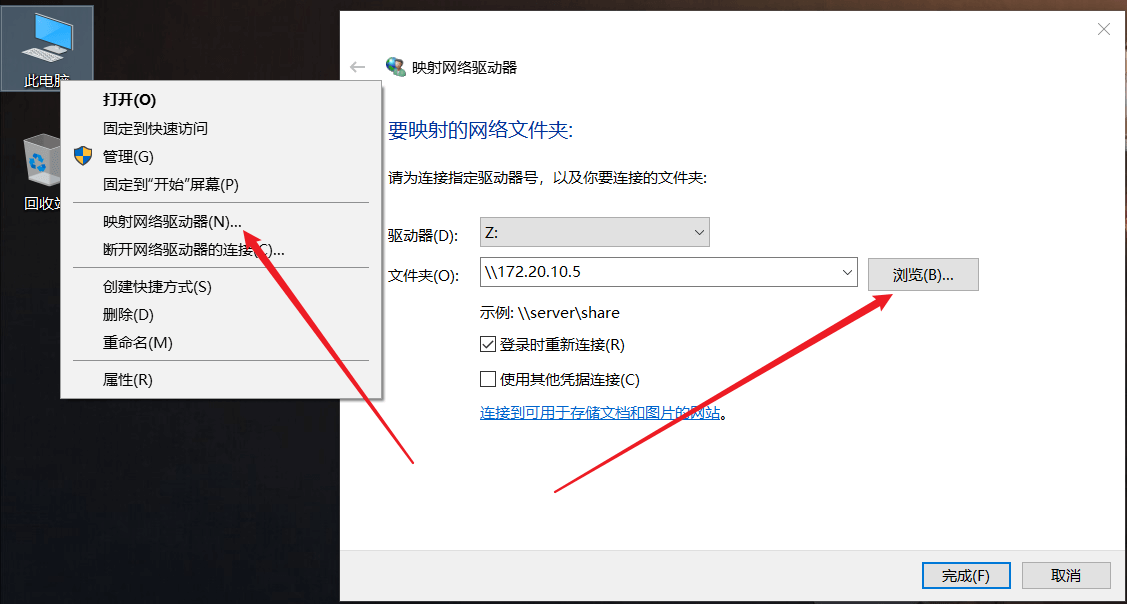 此电脑
回收站
打开(O)
固定到快速访问
管理(G)
固定到“开始”屏幕(P)
映射网络驱动器(N)...
断开网络驱动器的连接(C)...
创建快捷方式(S)
删除(D)
重命名(M)
属性(R)
映射网络驱动器
要映射的网络文件夹:
请为连接指定驱动器号，以及你要连接的文件夹:
驱动器(D): Z:
文件夹(O): \\172.20.10.5 浏览(B)...
示例: \\server\share
登录时重新连接(R)
使用其他凭据连接(C)
连接到可用于存储文档和图片的网站。
完成(F) 取消